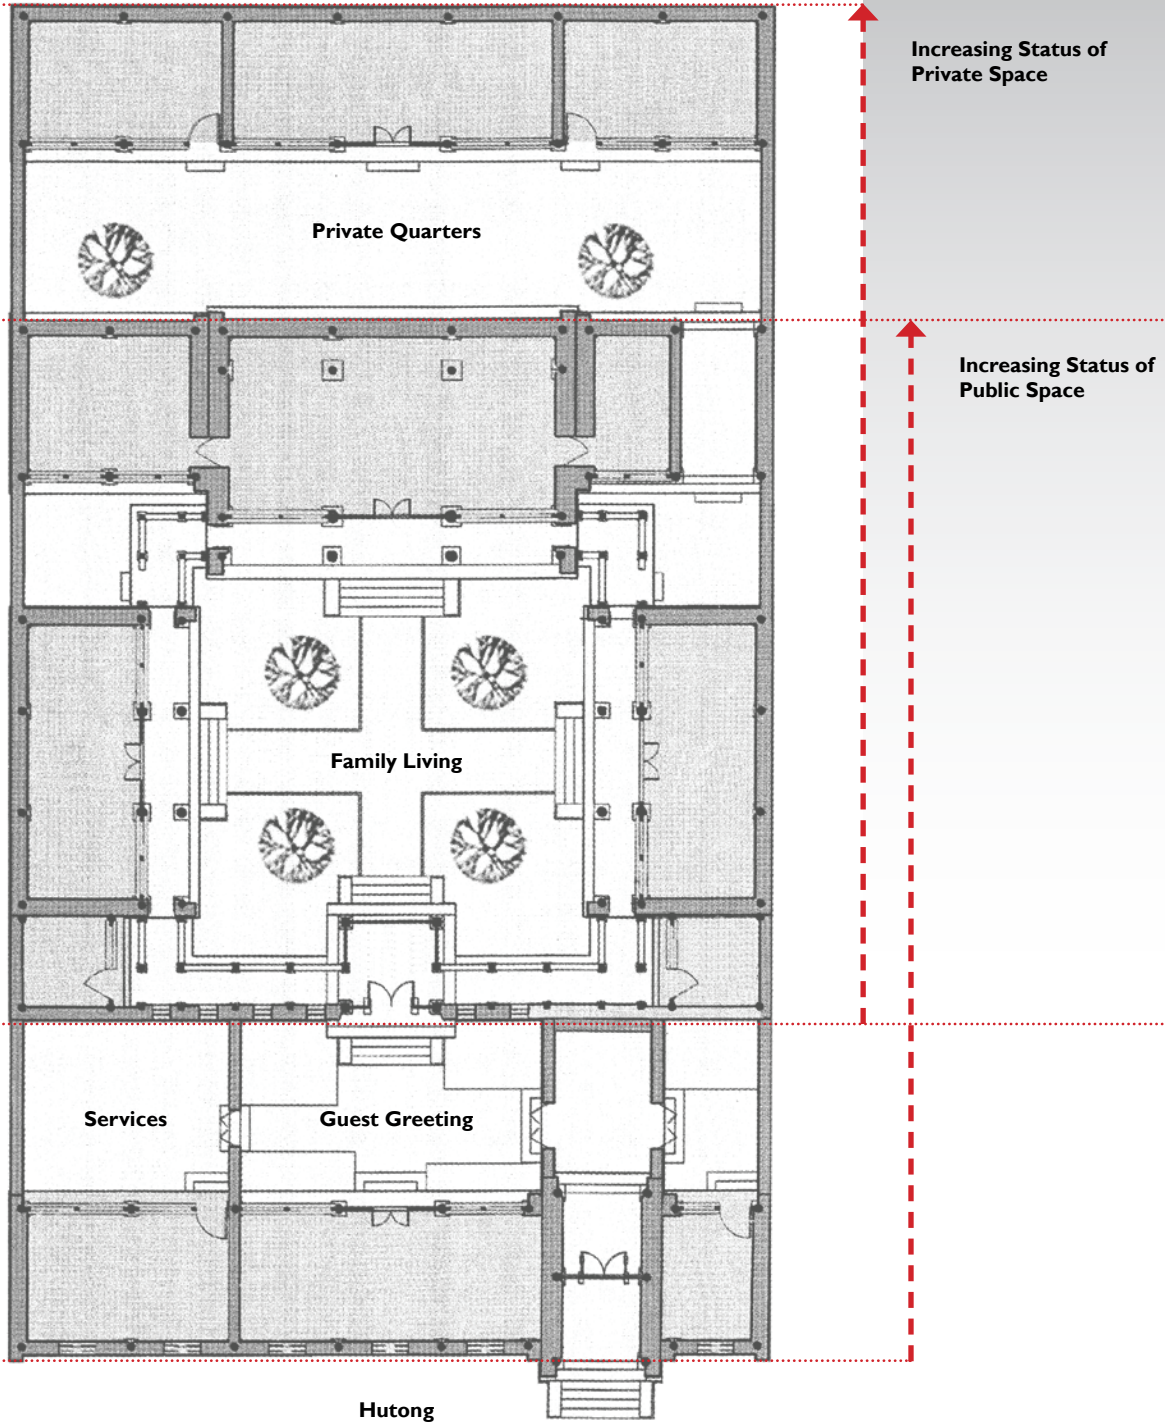 Increasing Status of
Private Space
Private Quarters
Increasing Status of
Public Space
Family Living
Services
Guest Greeting
Hutong